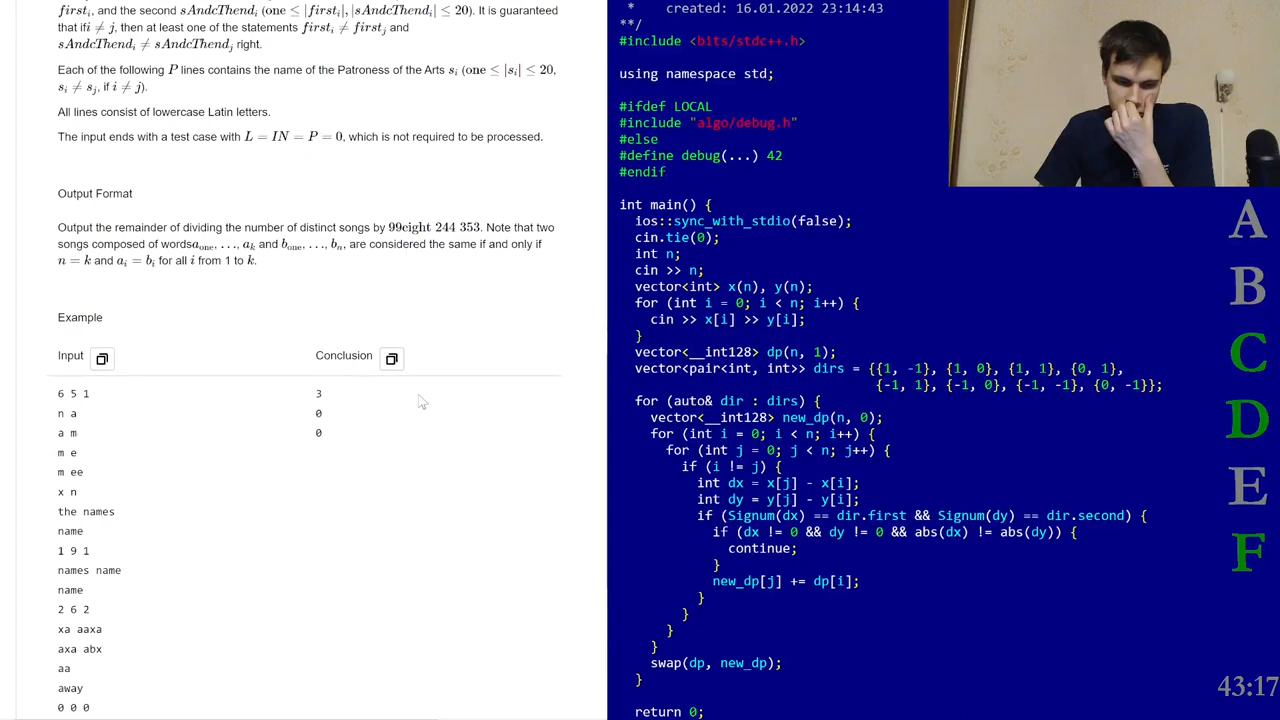 first_i, and the second sAndcThend_i (one ≤ |first_i|, |sAndcThend_i| ≤ 20). It is guaranteed
that if i ≠ j, then at least one of the statements first_i ≠ first_j and
sAndcThend_i ≠ sAndcThend_j right.
Each of the following P lines contains the name of the Patroness of the Arts s_i (one ≤ |s_i| ≤ 20,
s_i ≠ s_j, if i ≠ j).
All lines consist of lowercase Latin letters.
The input ends with a test case with L = IN = P = 0, which is not required to be processed.
Output Format
Output the remainder of dividing the number of distinct songs by 99eight 244 353. Note that two
songs composed of wordsa_one, …, a_k and b_one, …, b_n, are considered the same if and only if
n = k and a_i = b_i for all i from 1 to k.
Example
Input
Conclusion
6 5 1
n a
a m
m e
m ee
x n
the names
name
1 9 1
names name
name
2 6 2
xa aaxa
axa abx
aa
away
0 0 0
3
0
0
* created: 16.01.2022 23:14:43
**/
#include <bits/stdc++.h>
using namespace std;
#ifdef LOCAL
#include "algo/debug.h"
#else
#define debug(...) 42
#endif
int main() {
ios::sync_with_stdio(false);
cin.tie(0);
int n;
cin >> n;
vector<int> x(n), y(n);
for (int i = 0; i < n; i++) {
cin >> x[i] >> y[i];
}
vector<__int128> dp(n, 1);
vector<pair<int, int>> dirs = {{1, -1}, {1, 0}, {1, 1}, {0, 1},
{-1, 1}, {-1, 0}, {-1, -1}, {0, -1}};
for (auto& dir : dirs) {
vector<__int128> new_dp(n, 0);
for (int i = 0; i < n; i++) {
for (int j = 0; j < n; j++) {
if (i != j) {
int dx = x[j] - x[i];
int dy = y[j] - y[i];
if (Signum(dx) == dir.first && Signum(dy) == dir.second) {
if (dx != 0 && dy != 0 && abs(dx) != abs(dy)) {
continue;
}
new_dp[j] += dp[i];
}
}
}
}
swap(dp, new_dp);
}
return 0;
A
B
C
D
E
F
43:17